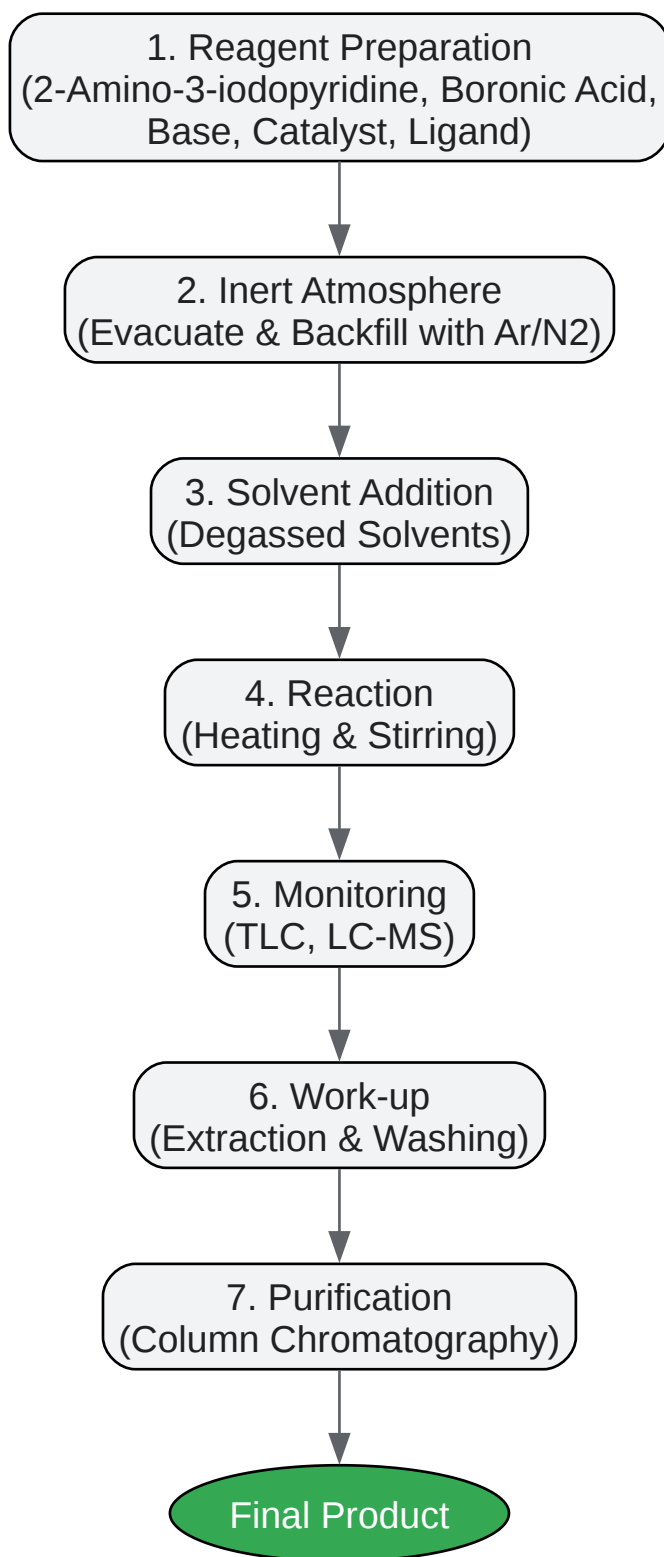 1. Reagent Preparation
(2-Amino-3-iodopyridine, Boronic Acid,
Base, Catalyst, Ligand)
2. Inert Atmosphere
(Evacuate & Backfill with Ar/N2)
3. Solvent Addition
(Degassed Solvents)
4. Reaction
(Heating & Stirring)
5. Monitoring
(TLC, LC-MS)
6. Work-up
(Extraction & Washing)
7. Purification
(Column Chromatography)
Final Product